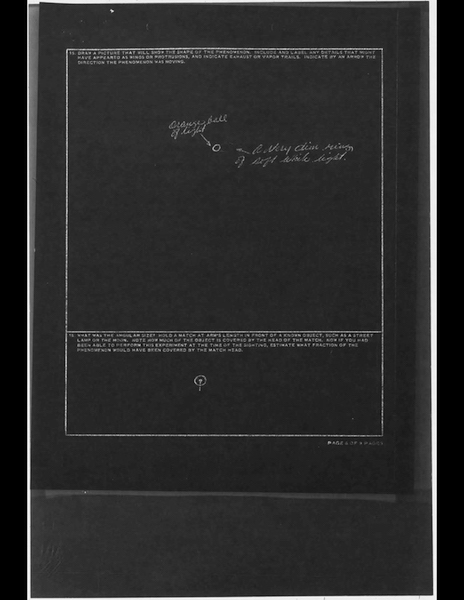 15. DRAW A PICTURE THAT WILL SHOW THE SHAPE OF THE PHENOMENON. INCLUDE AND LABEL ANY DETAILS THAT MIGHT
HAVE APPEARED AS WINGS OR PROTRUSIONS, AND INDICATE EXHAUST OR VAPOR TRAILS. INDICATE BY AN ARROW THE
DIRECTION THE PHENOMENON WAS MOVING.
Orange ball
of light
A very dim
of soft white light.
16. WHAT WAS THE ANGULAR SIZE? HOLD A MATCH AT ARM'S LENGTH IN FRONT OF A KNOWN OBJECT, SUCH AS A STREET
LAMP OR THE MOON. NOTE HOW MUCH OF THE OBJECT IS COVERED BY THE HEAD OF THE MATCH. NOW IF YOU HAD
BEEN ABLE TO PERFORM THIS EXPERIMENT AT THE TIME OF THE SIGHTING, ESTIMATE WHAT FRACTION OF THE
PHENOMENON WOULD HAVE BEEN COVERED BY THE MATCH HEAD.
PAGE 4 OF PAGES